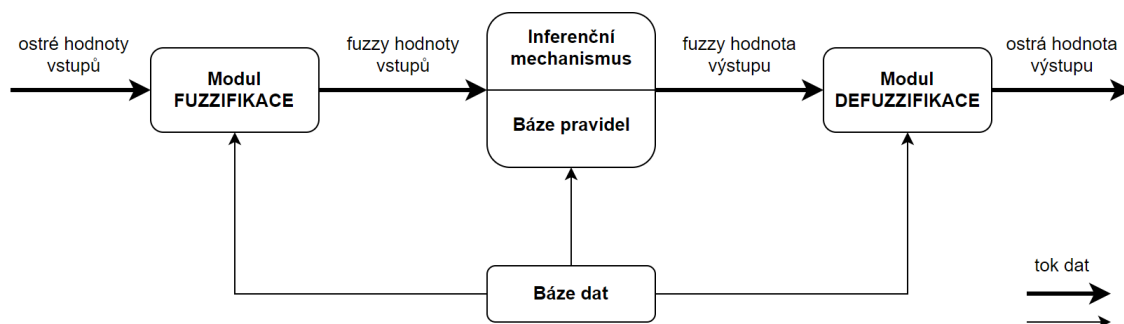 ostré hodnoty
vstupů
Modul
FUZZIFIKACE
fuzzy hodnoty
vstupů
Inferenční
mechanismus
Báze pravidel
fuzzy hodnota
výstupu
Modul
DEFUZZIFIKACE
ostrá hodnota
výstupu
Báze dat
tok dat